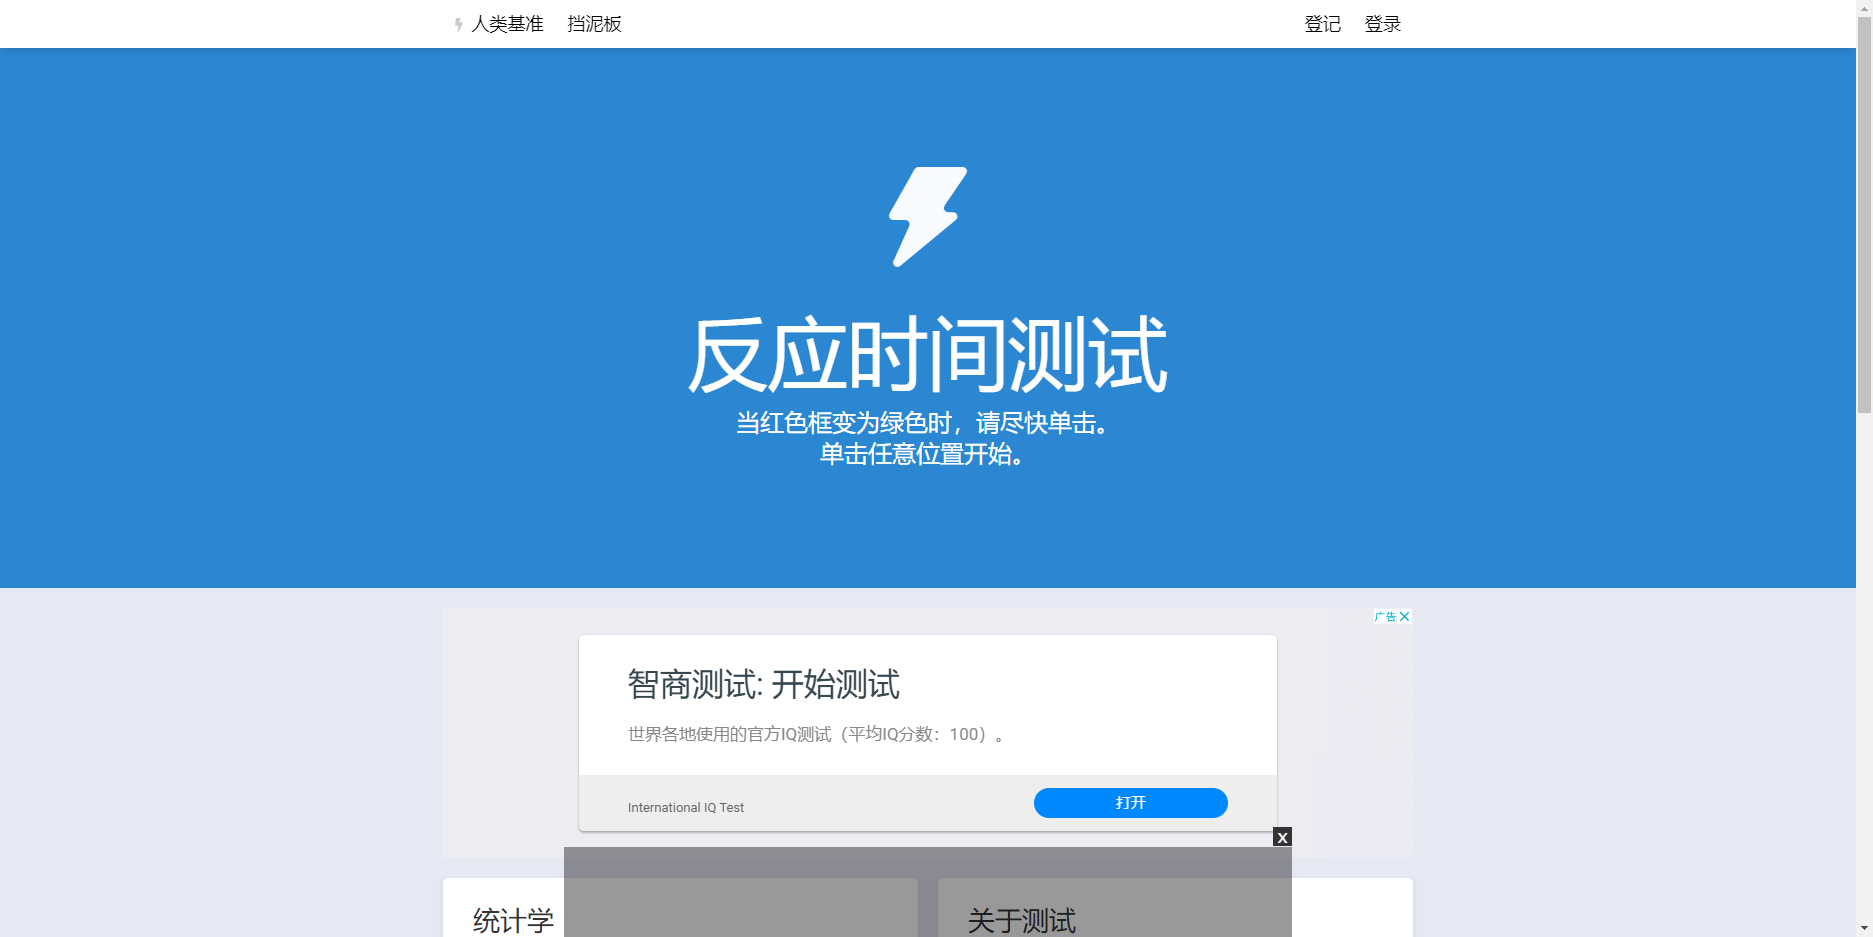 人类基准 挡泥板 登记 登录
反应时间测试
当红色框变为绿色时，请尽快单击。
单击任意位置开始。
广告
智商测试: 开始测试
世界各地使用的官方IQ测试（平均IQ分数：100）。
International IQ Test
打开
X
统计学
关于测试